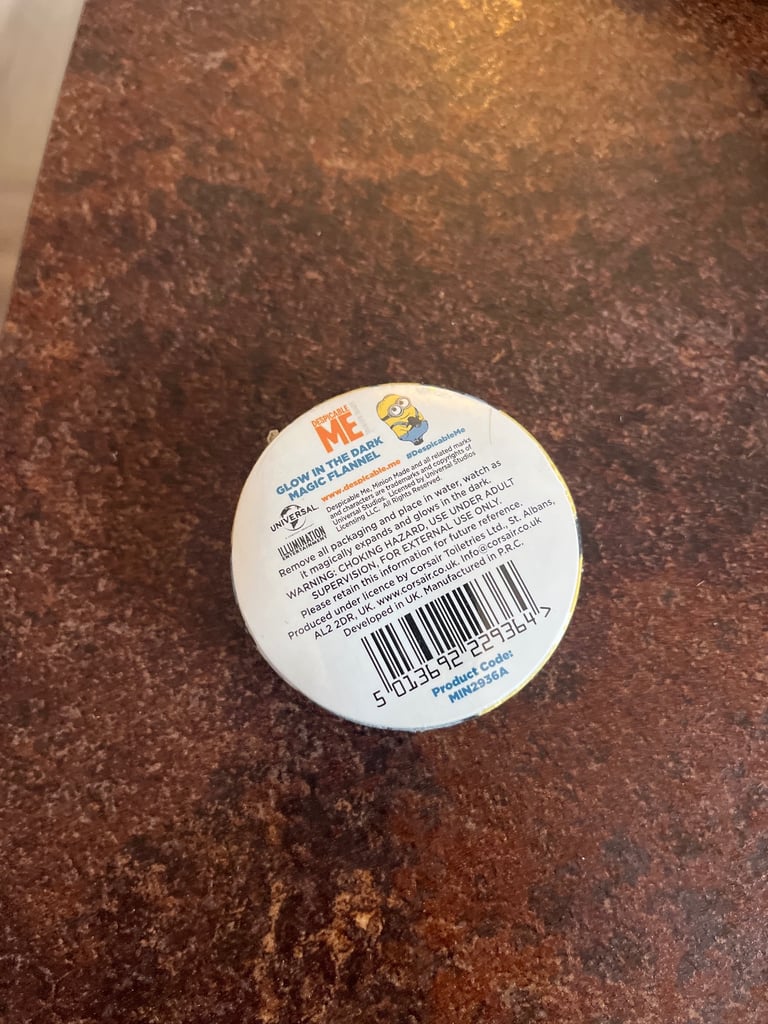 DESPICABLE
ME
GLOW IN THE DARK
MAGIC FLANNEL
www.despicable.me #DespicableMe
UNIVERSAL
ILLUMINATION
ENTERTAINMENT
Despicable Me, Minion Made and all related marks
and characters are trademarks and copyrights of
Universal Studios. Licensed by Universal Studios
Licensing LLC. All Rights Reserved.
Remove all packaging and place in water, watch as
it magically expands and glows in the dark.
WARNING: CHOKING HAZARD, USE UNDER ADULT
SUPERVISION, FOR EXTERNAL USE ONLY.
Please retain this information for future reference.
Produced under licence by Corsair Toiletries Ltd., St. Albans,
AL2 2DR, UK. www.corsair.co.uk. Info@corsair.co.uk
Developed in UK. Manufactured in P.R.C.
5 013692 229364 >
Product Code:
MIN2936A